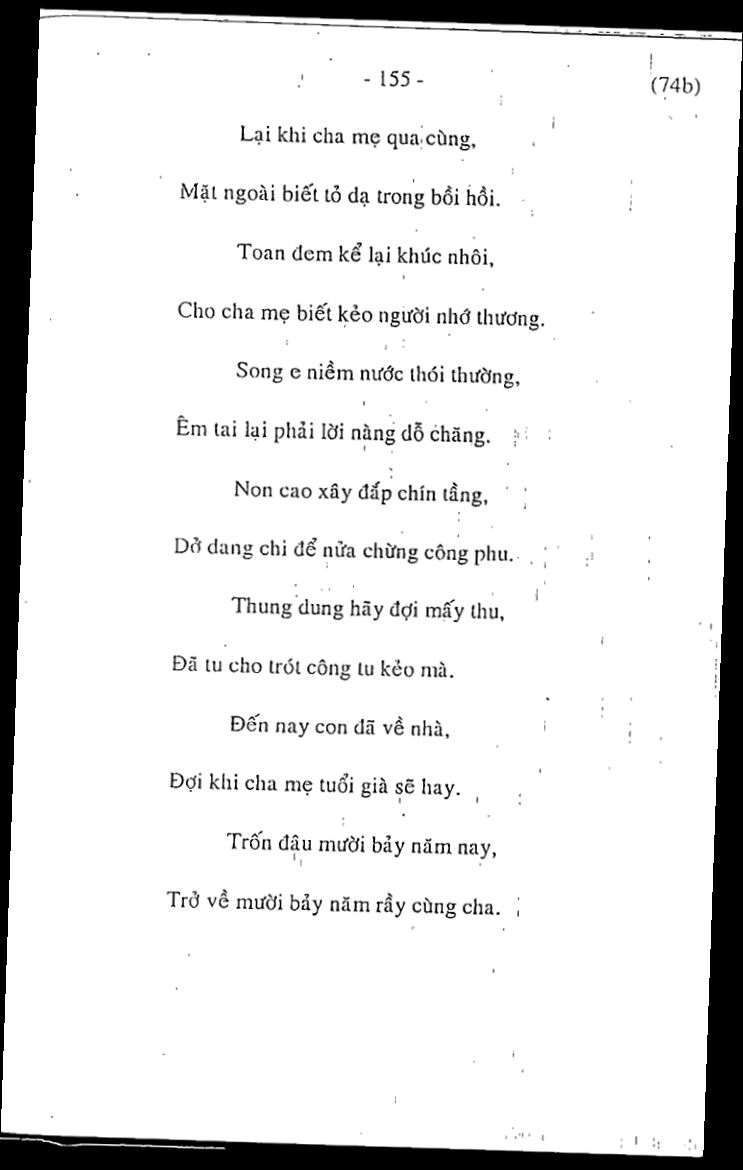 - 155 - (74b)
Lại khi cha mẹ qua cùng,
Mặt ngoài biết tỏ dạ trong bồi hồi.
Toan đem kể lại khúc nhôi,
Cho cha mẹ biết kẻo người nhớ thương.
Song e niềm nước thói thường,
Êm tai lại phải lời nàng dỗ chăng.
Non cao xây đắp chín tầng,
Dở dang chi để nửa chừng công phu.
Thung dung hãy đợi mấy thu,
Đã tu cho trót công tu kẻo mà.
Đến nay con đã về nhà,
Đợi khi cha mẹ tuổi già sẽ hay.
Trốn đâu mười bảy năm nay,
Trở về mười bảy năm rầy cùng cha.